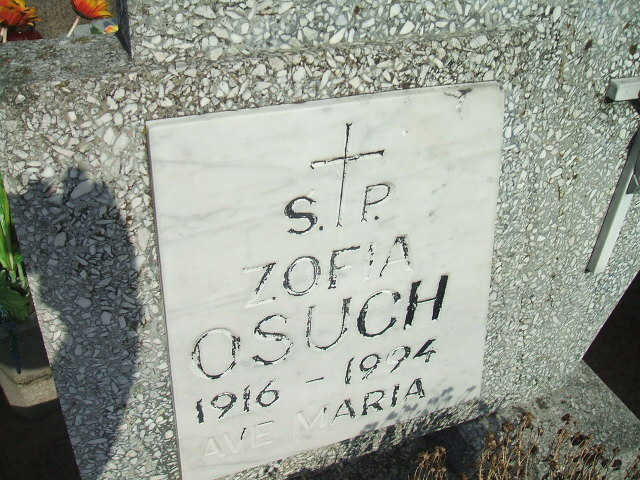 S. P.
ZOFIA
OSUCH
1916 - 1994
AVE MARIA